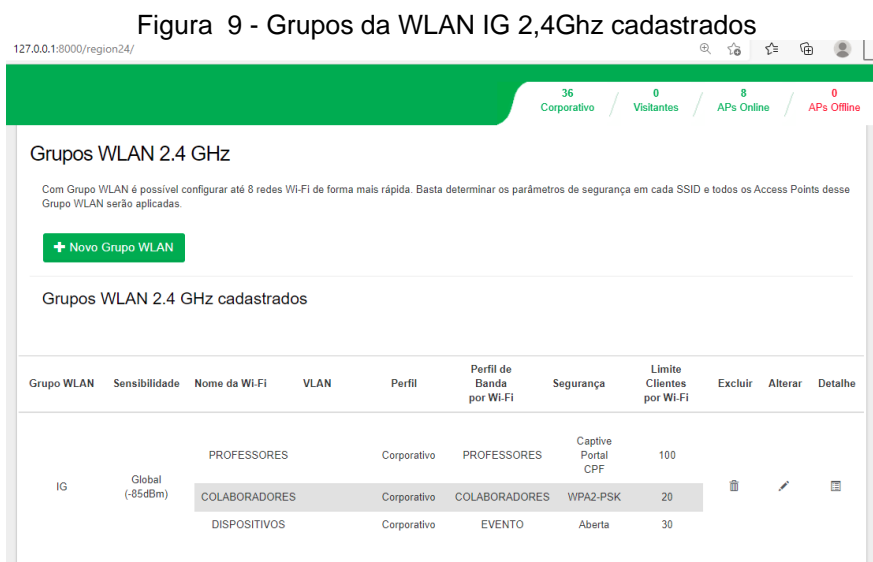 Figura 9 - Grupos da WLAN IG 2,4Ghz cadastrados
127.0.0.1:8000/region24/
36 0 8 0
Corporativo Visitantes APs Online APs Offline
Grupos WLAN 2.4 GHz
Com Grupo WLAN é possível configurar até 8 redes Wi-Fi de forma mais rápida. Basta determinar os parâmetros de segurança em cada SSID e todos os Access Points desse
Grupo WLAN serão aplicadas.
+ Novo Grupo WLAN
Grupos WLAN 2.4 GHz cadastrados
Grupo WLAN Sensibilidade Nome da Wi-Fi VLAN Perfil Perfil de Banda por Wi-Fi Segurança Limite Clientes por Wi-Fi Excluir Alterar Detalhe
IG Global (-85dBm)
PROFESSORES Corporativo PROFESSORES Captive Portal CPF 100
COLABORADORES Corporativo COLABORADORES WPA2-PSK 20
DISPOSITIVOS Corporativo EVENTO Aberta 30